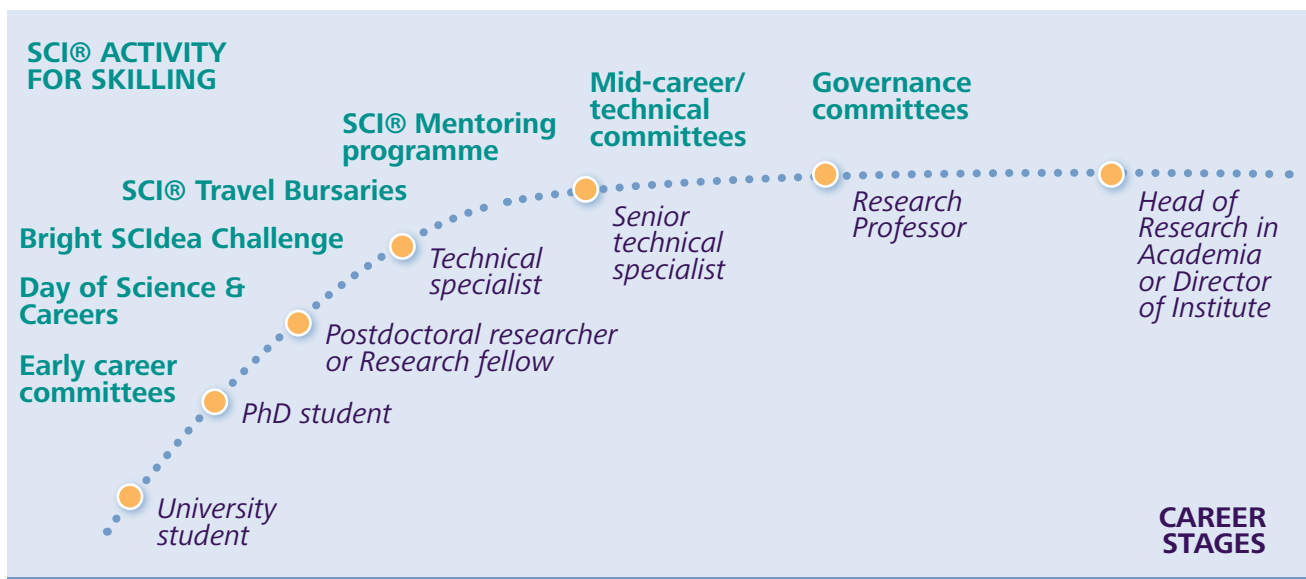 SCI® ACTIVITY
FOR SKILLING
Mid-career/
technical
committees
Governance
committees
SCI® Mentoring
programme
SCI® Travel Bursaries
Bright SCIdea Challenge
Day of Science &
Careers
Early career
committees
University
student
PhD student
Postdoctoral researcher
or Research fellow
Technical
specialist
Senior
technical
specialist
Research
Professor
Head of
Research in
Academia
or Director
of Institute
CAREER
STAGES